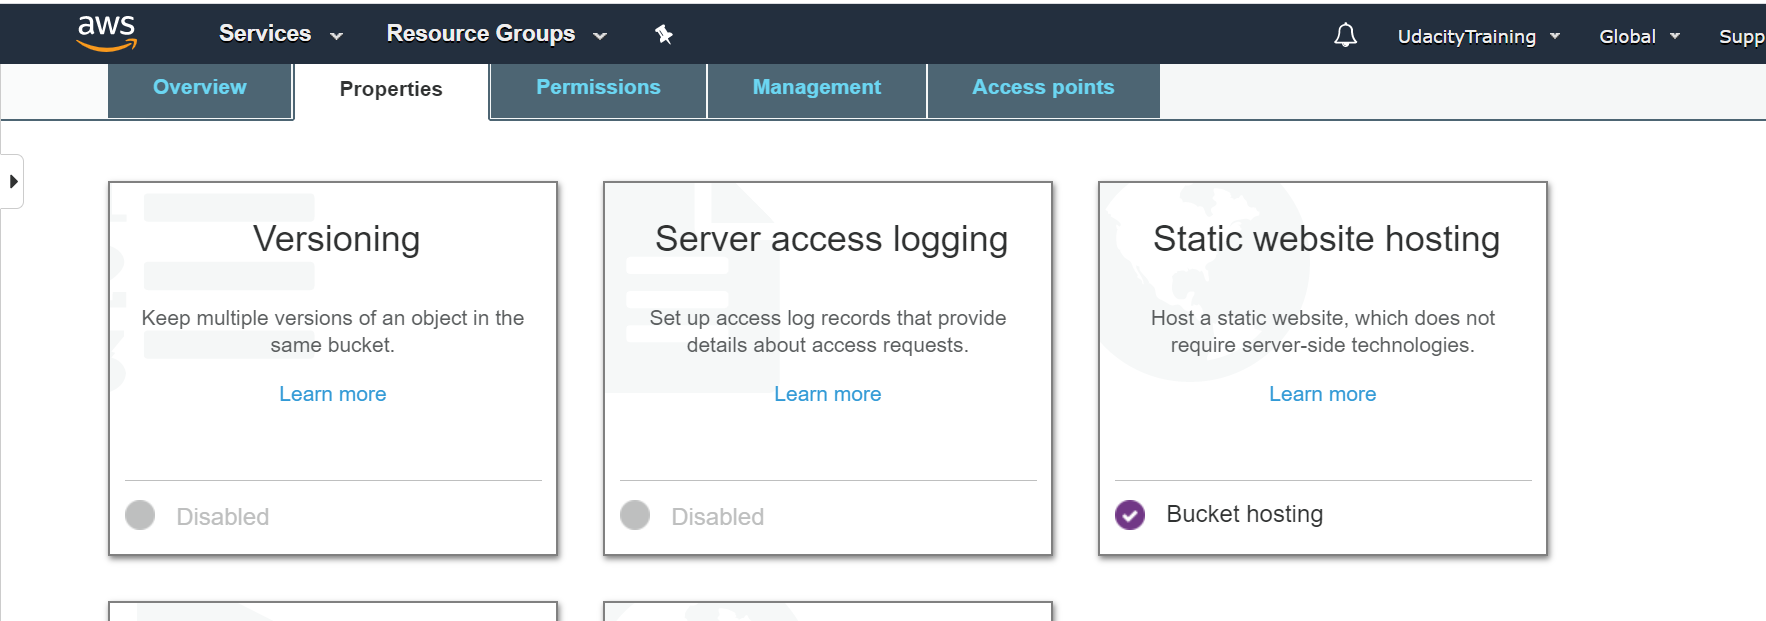 aws Services Resource Groups UdacityTraining Global Supp
Overview Properties Permissions Management Access points
Versioning
Keep multiple versions of an object in the
same bucket.
Learn more
Disabled
Server access logging
Set up access log records that provide
details about access requests.
Learn more
Disabled
Static website hosting
Host a static website, which does not
require server-side technologies.
Learn more
Bucket hosting